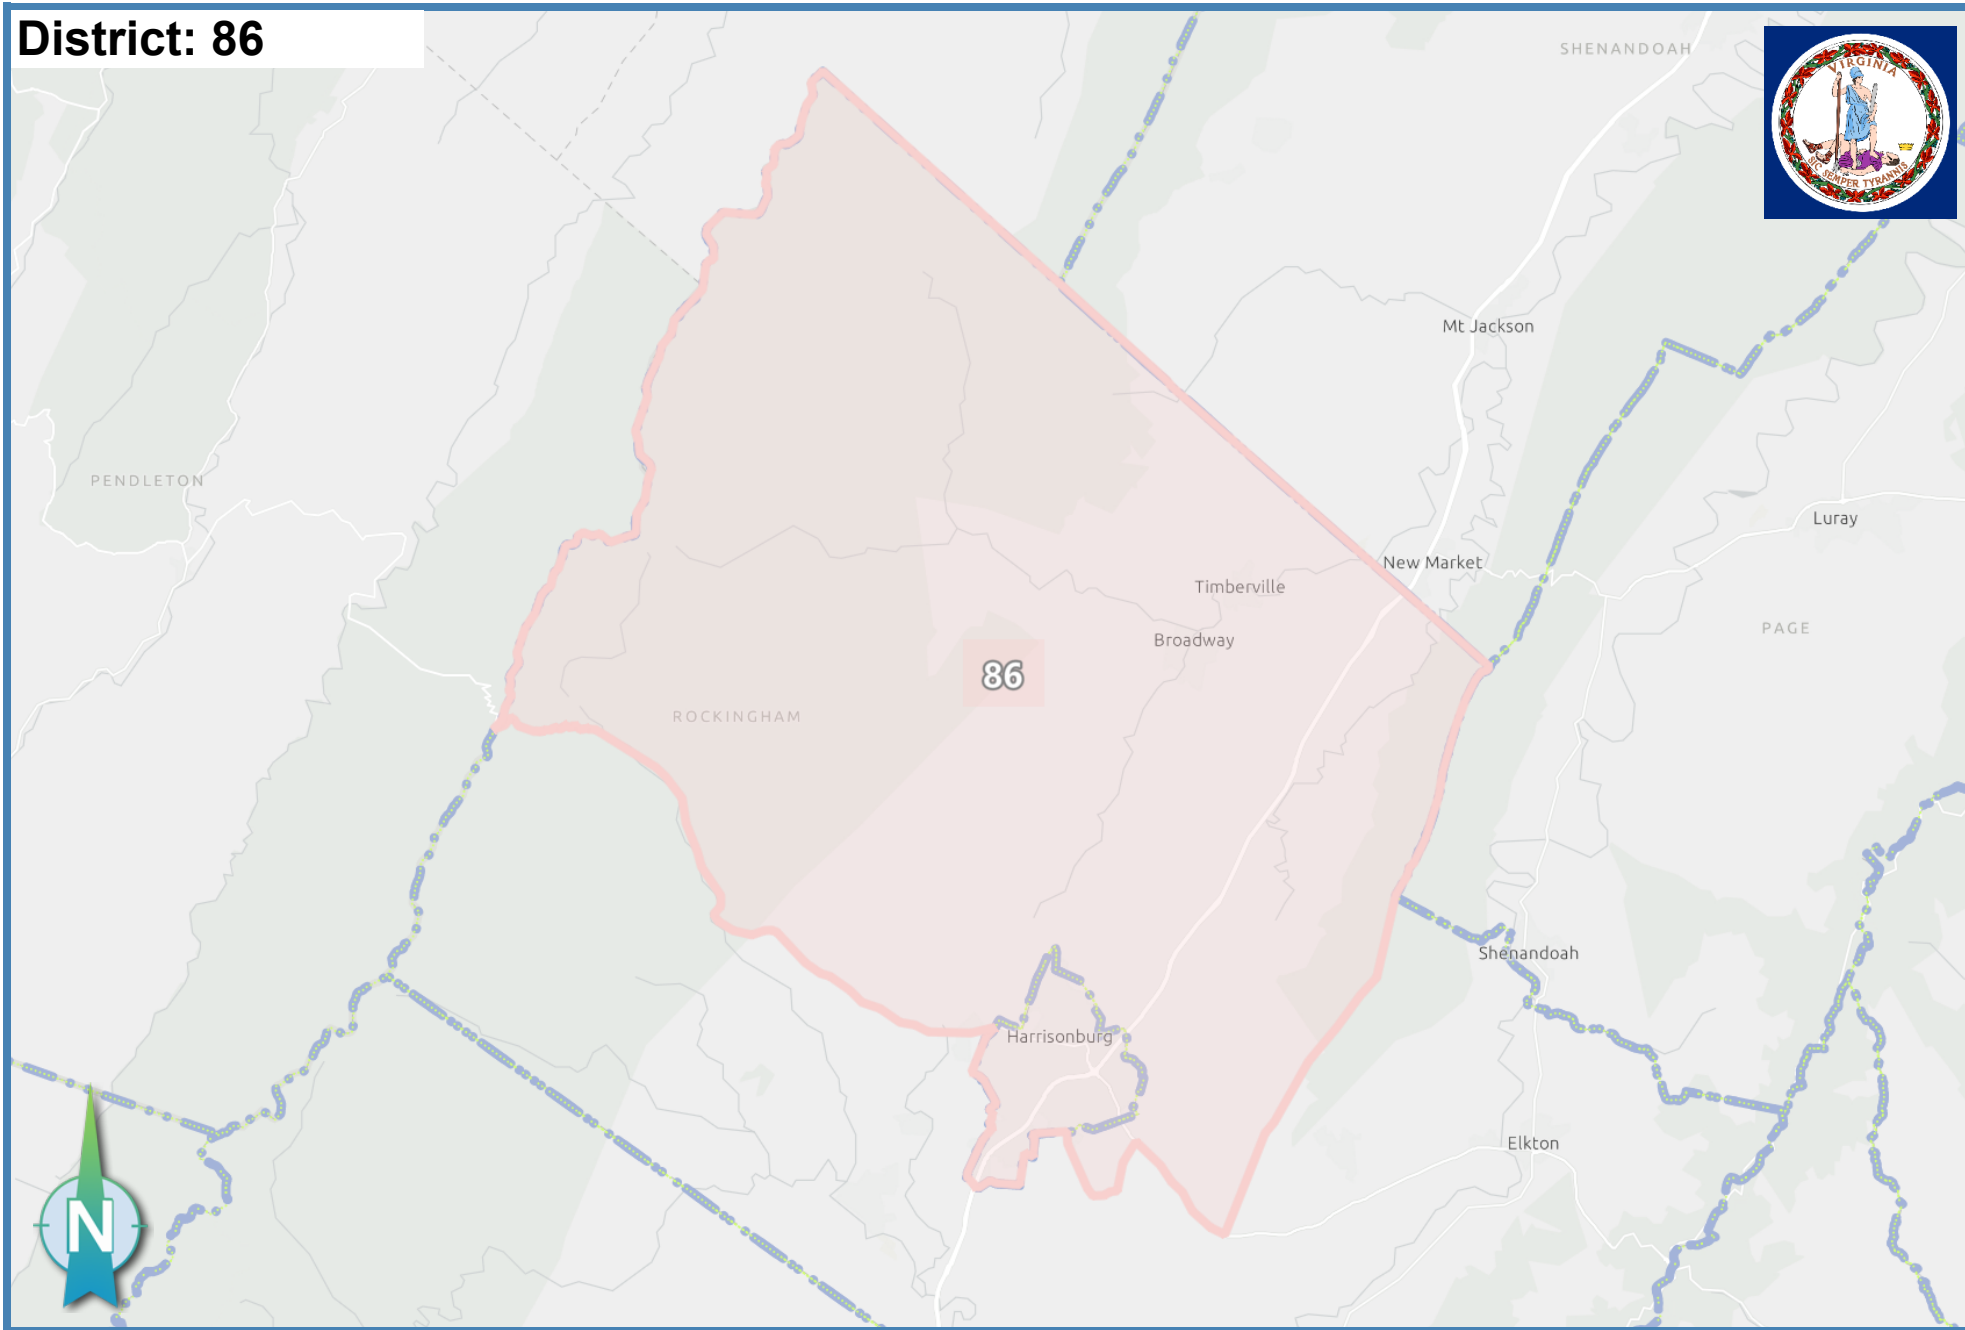 District: 86
SHENANDOAH
VIRGINIA
SIC SEMPER TYRANNIS
Mt Jackson
PENDLETON
Luray
New Market
Timberville
PAGE
Broadway
86
ROCKINGHAM
Shenandoah
Harrisonburg
Elkton
N